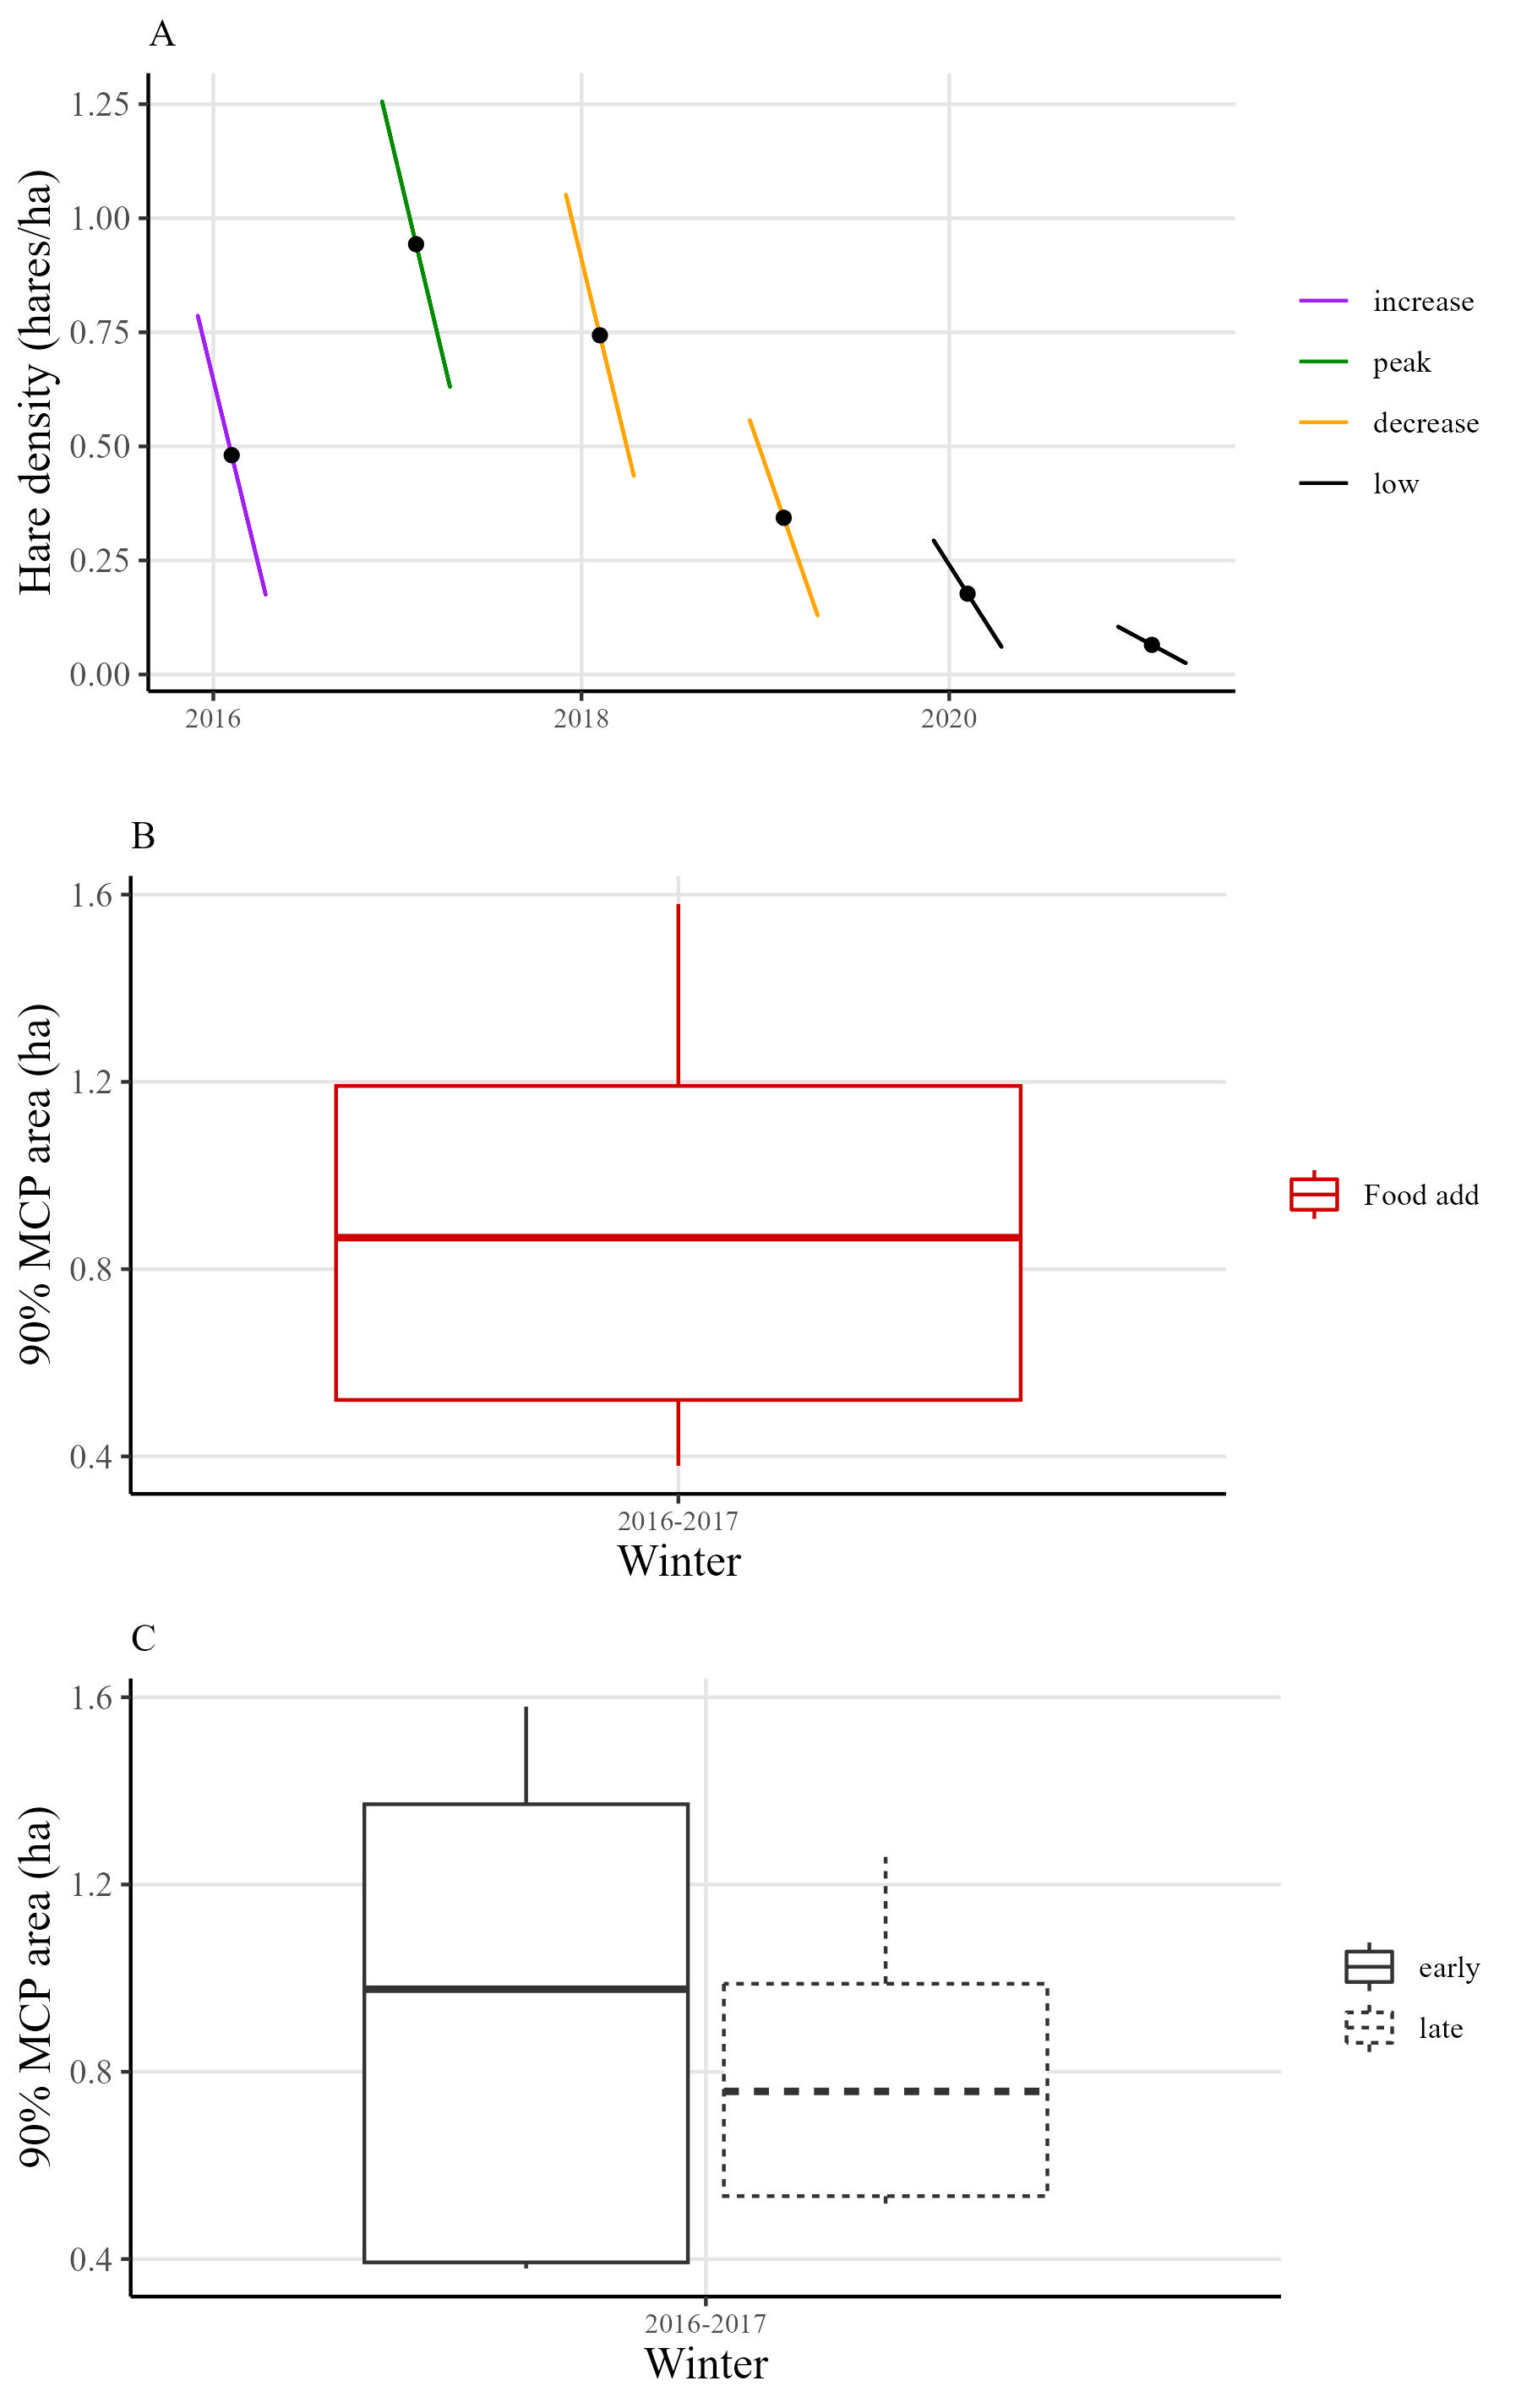 A
Hare density (hares/ha)
1.25
1.00
0.75
0.50
0.25
0.00
2016
2018
2020
increase
peak
decrease
low
B
90% MCP area (ha)
1.6
1.2
0.8
0.4
2016-2017
Winter
Food add
C
90% MCP area (ha)
1.6
1.2
0.8
0.4
2016-2017
Winter
early
late